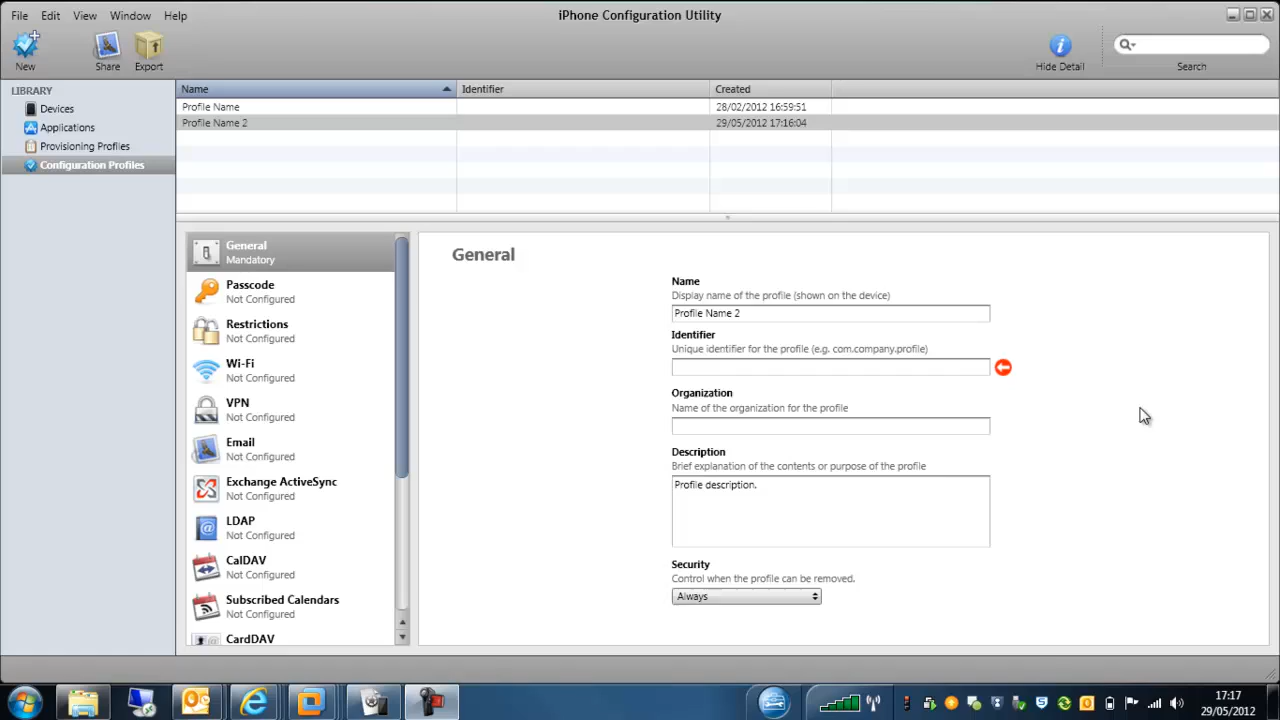 File Edit View Window Help
iPhone Configuration Utility
New Share Export
Hide Detail
Search
LIBRARY
Devices
Applications
Provisioning Profiles
Configuration Profiles
Name Identifier Created
Profile Name 28/02/2012 16:59:51
Profile Name 2 29/05/2012 17:16:04
General
Mandatory
Passcode
Not Configured
Restrictions
Not Configured
Wi-Fi
Not Configured
VPN
Not Configured
Email
Not Configured
Exchange ActiveSync
Not Configured
LDAP
Not Configured
CalDAV
Not Configured
Subscribed Calendars
Not Configured
CardDAV
General
Name
Display name of the profile (shown on the device)
Profile Name 2
Identifier
Unique identifier for the profile (e.g. com.company.profile)
Organization
Name of the organization for the profile
Description
Brief explanation of the contents or purpose of the profile
Profile description.
Security
Control when the profile can be removed.
Always
17:17
29/05/2012